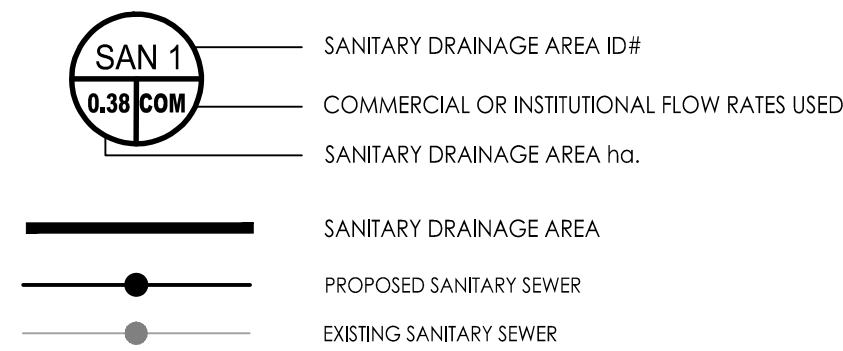 SAN 1
0.38 COM
SANITARY DRAINAGE AREA ID#
COMMERCIAL OR INSTITUTIONAL FLOW RATES USED
SANITARY DRAINAGE AREA ha.
SANITARY DRAINAGE AREA
PROPOSED SANITARY SEWER
EXISTING SANITARY SEWER